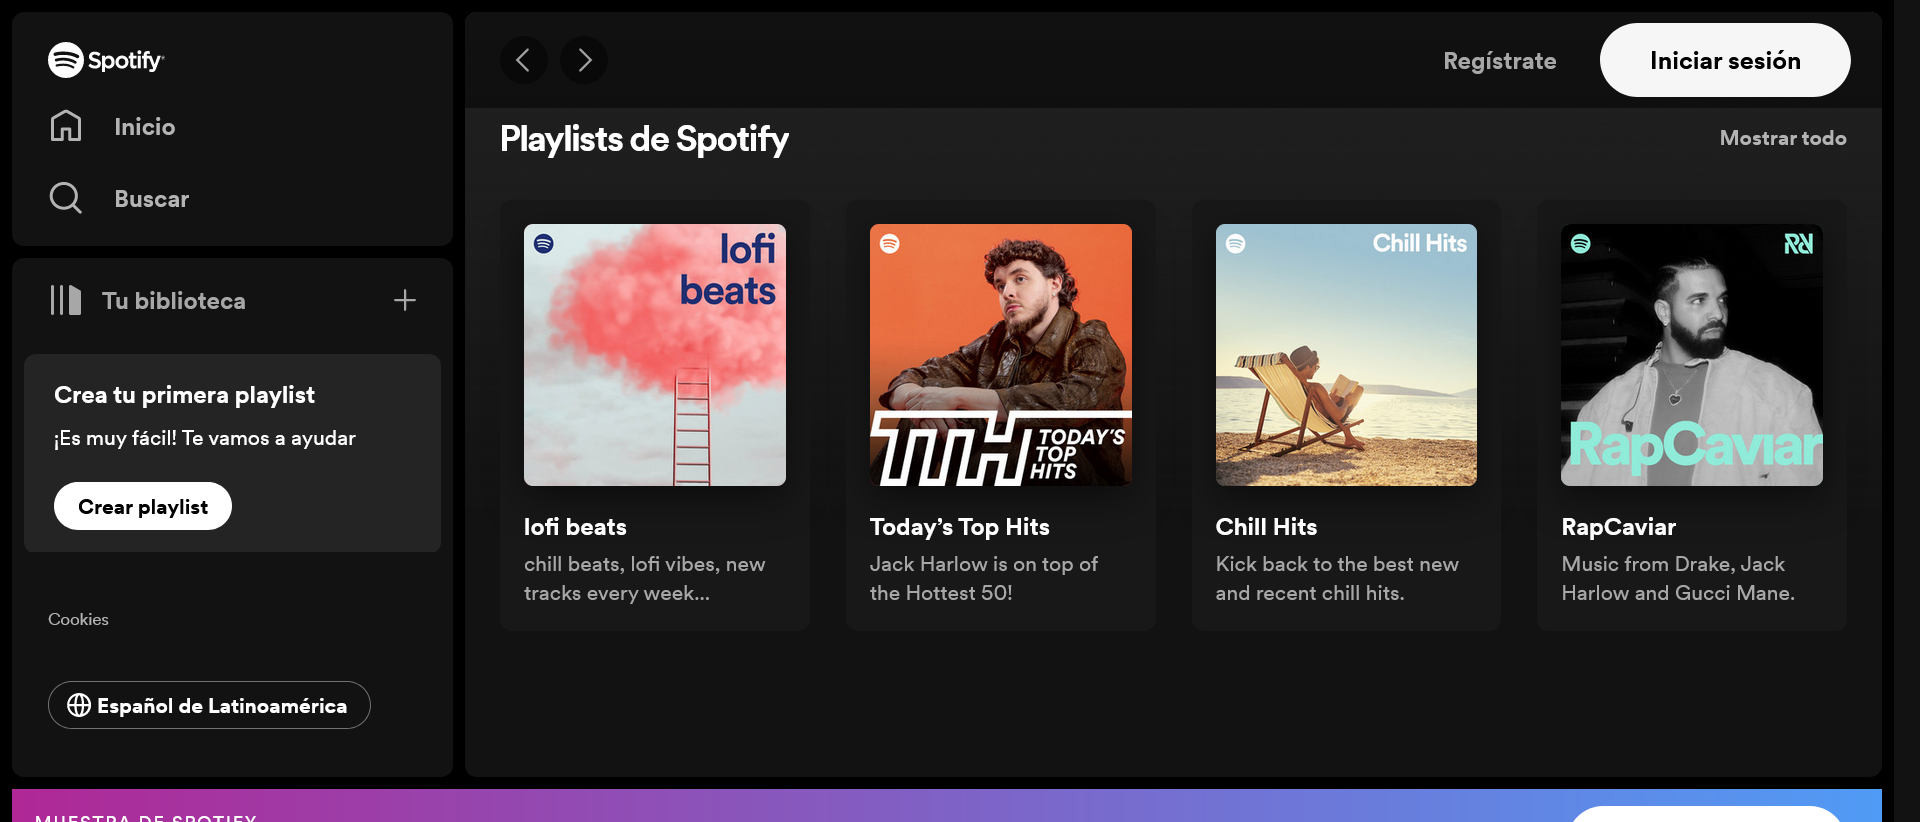 Spotify
Inicio
Buscar
Tu biblioteca
Crea tu primera playlist
¡Es muy fácil! Te vamos a ayudar
Crear playlist
Cookies
Español de Latinoamérica
Regístrate
Iniciar sesión
Playlists de Spotify
Mostrar todo
lofi
beats
lofi beats
chill beats, lofi vibes, new
tracks every week...
TTH
TODAY'S
TOP
HITS
Today's Top Hits
Jack Harlow is on top of
the Hottest 50!
Chill Hits
Chill Hits
Kick back to the best new
and recent chill hits.
RapCaviar
RapCaviar
Music from Drake, Jack
Harlow and Gucci Mane.
MUESTRA DE SPOTIFY